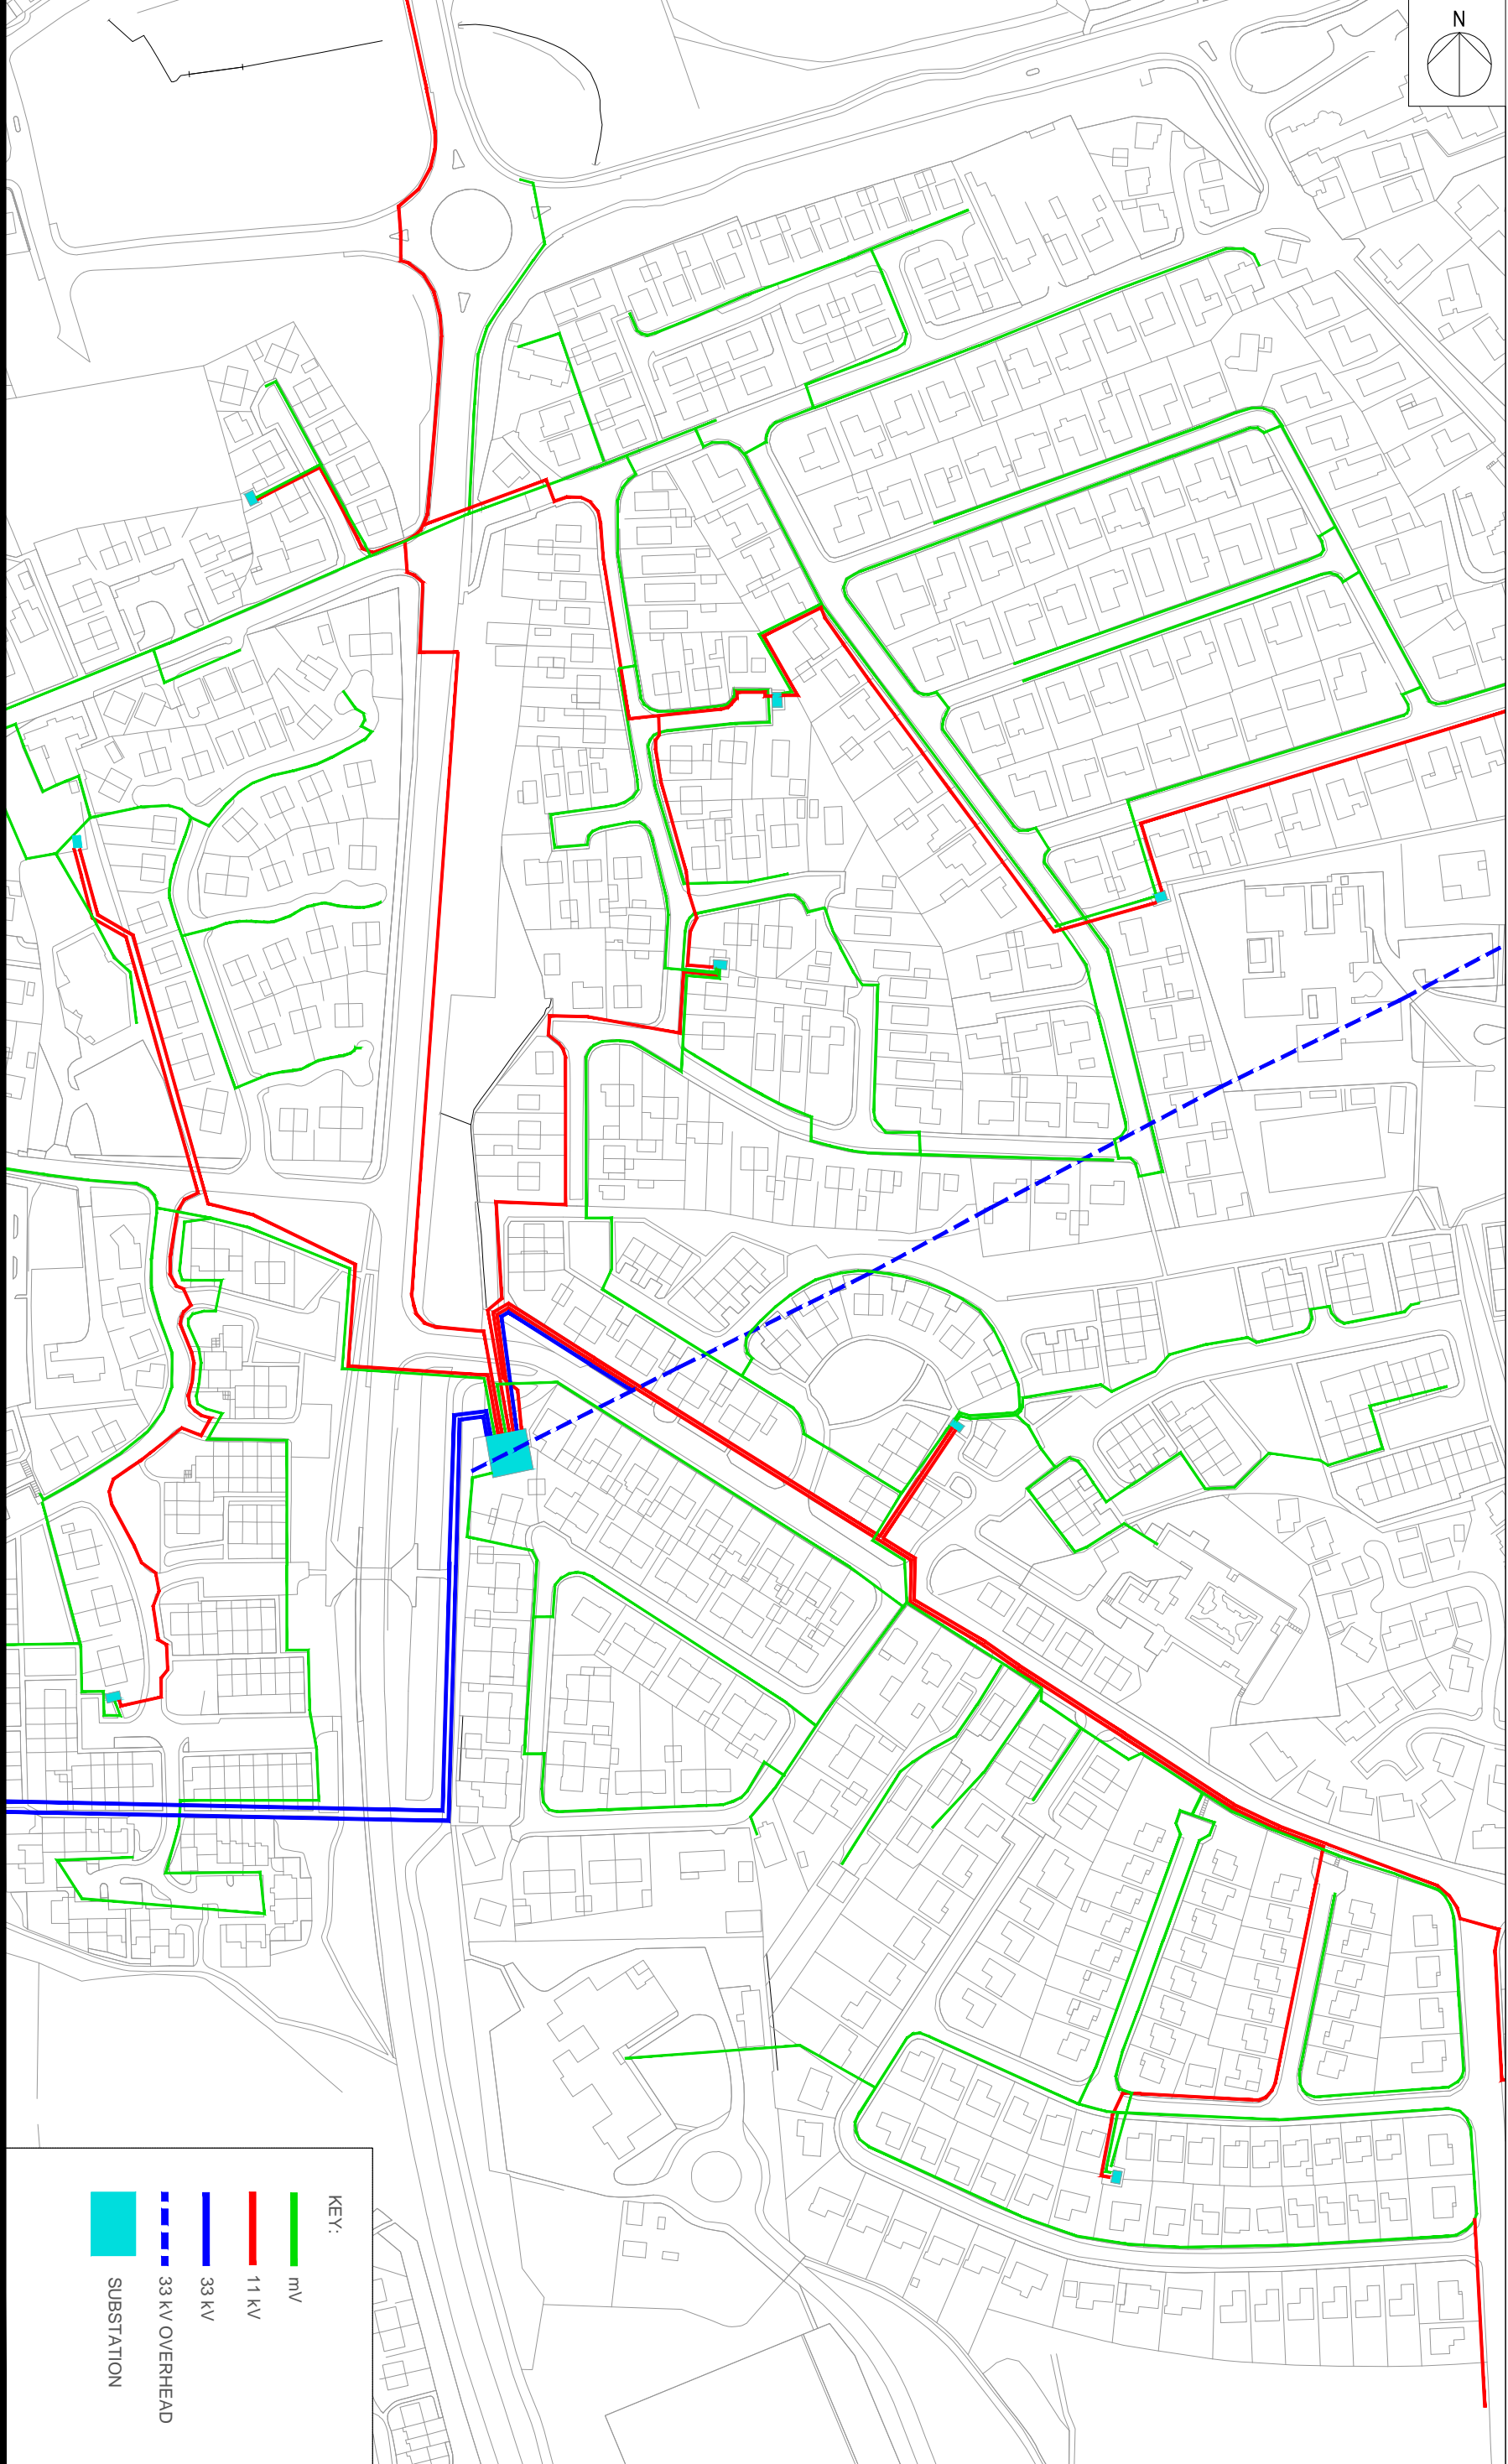 N
KEY:
mV
11 kV
33 kV
33 kV OVERHEAD
SUBSTATION